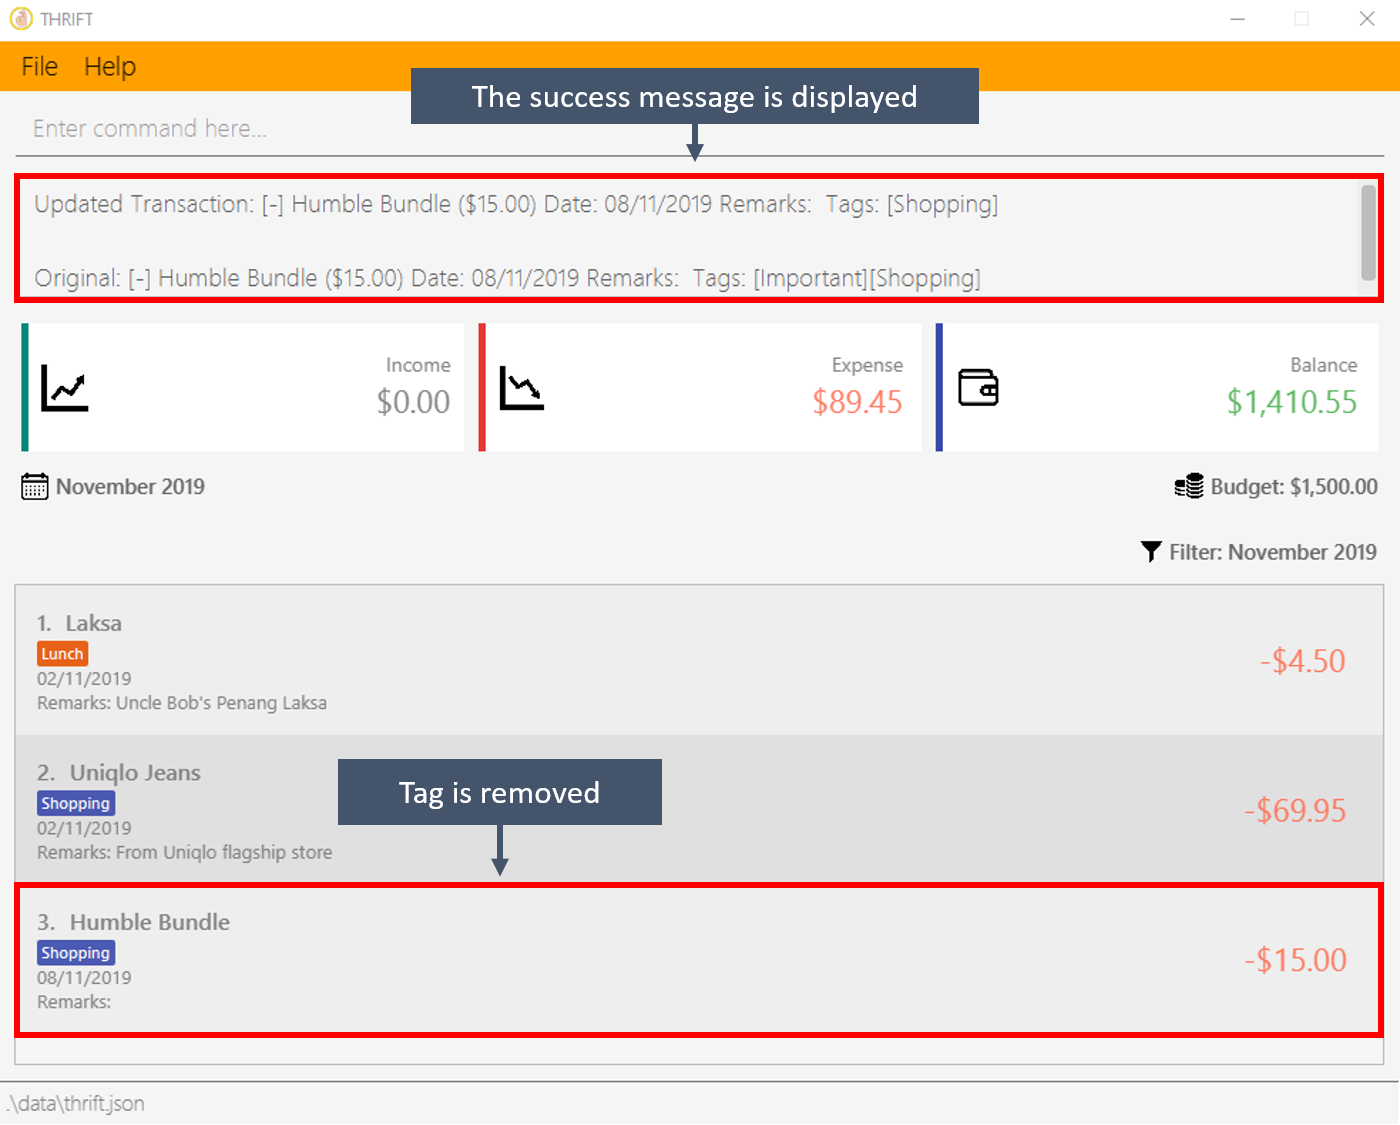 THRIFT
File Help
The success message is displayed
Enter command here...
Updated Transaction: [-] Humble Bundle ($15.00) Date: 08/11/2019 Remarks:  Tags: [Shopping]
Original: [-] Humble Bundle ($15.00) Date: 08/11/2019 Remarks:  Tags: [Important][Shopping]
Income
$0.00
Expense
$89.45
Balance
$1,410.55
November 2019
Budget: $1,500.00
Filter: November 2019
1. Laksa
Lunch
02/11/2019
Remarks: Uncle Bob's Penang Laksa
-$4.50
2. Uniqlo Jeans
Shopping
02/11/2019
Remarks: From Uniqlo flagship store
-$69.95
Tag is removed
3. Humble Bundle
Shopping
08/11/2019
Remarks:
-$15.00
.\data\thrift.json